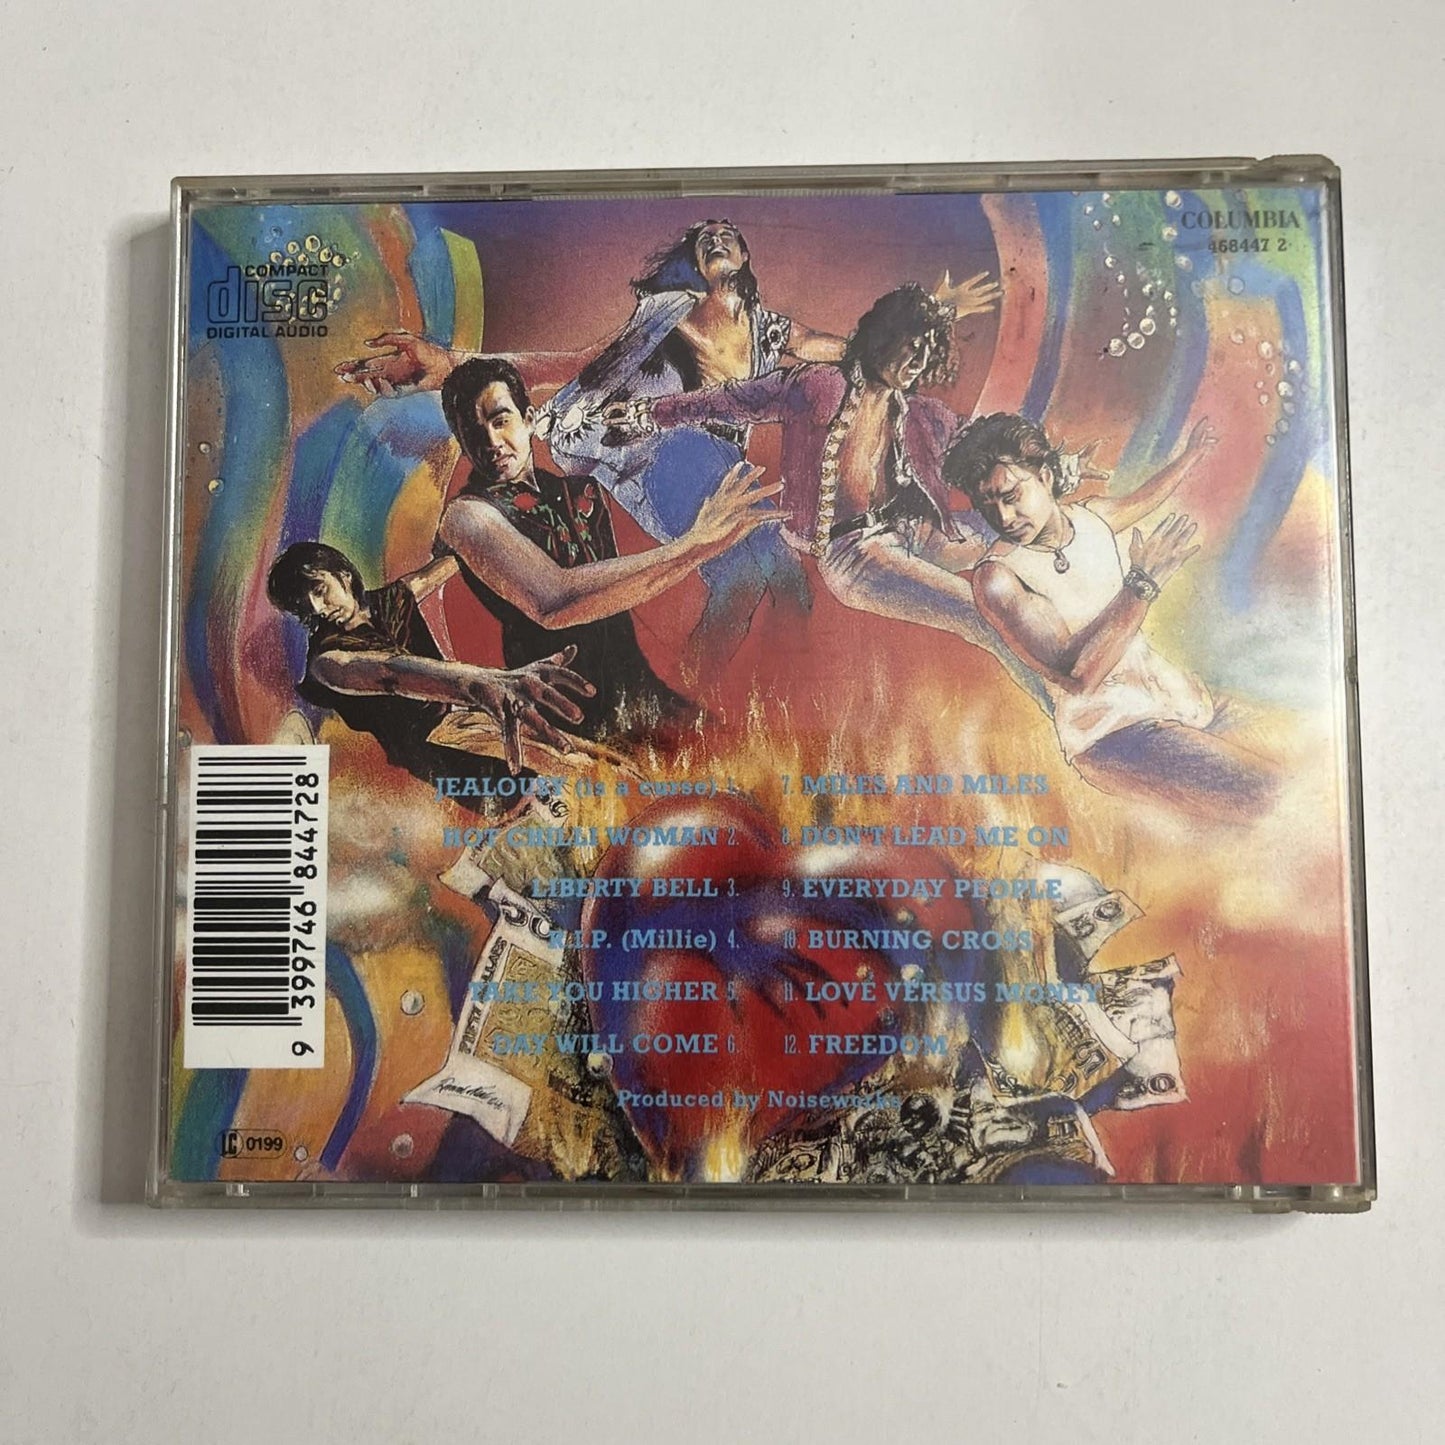 COMPACT
disc
DIGITAL AUDIO
COLUMBIA
468447 2
JEALOUSY (is a curse) 1.
HOT CHILLI WOMAN 2.
LIBERTY BELL 3.
R.I.P. (Millie) 4.
TAKE YOU HIGHER 5.
DAY WILL COME 6.
7. MILES AND MILES
8. DON'T LEAD ME ON
9. EVERYDAY PEOPLE
10. BURNING CROSS
11. LOVE VERSUS MONEY
12. FREEDOM
Produced by Noiseworks
9 399746 844728
LC 0199
50
50